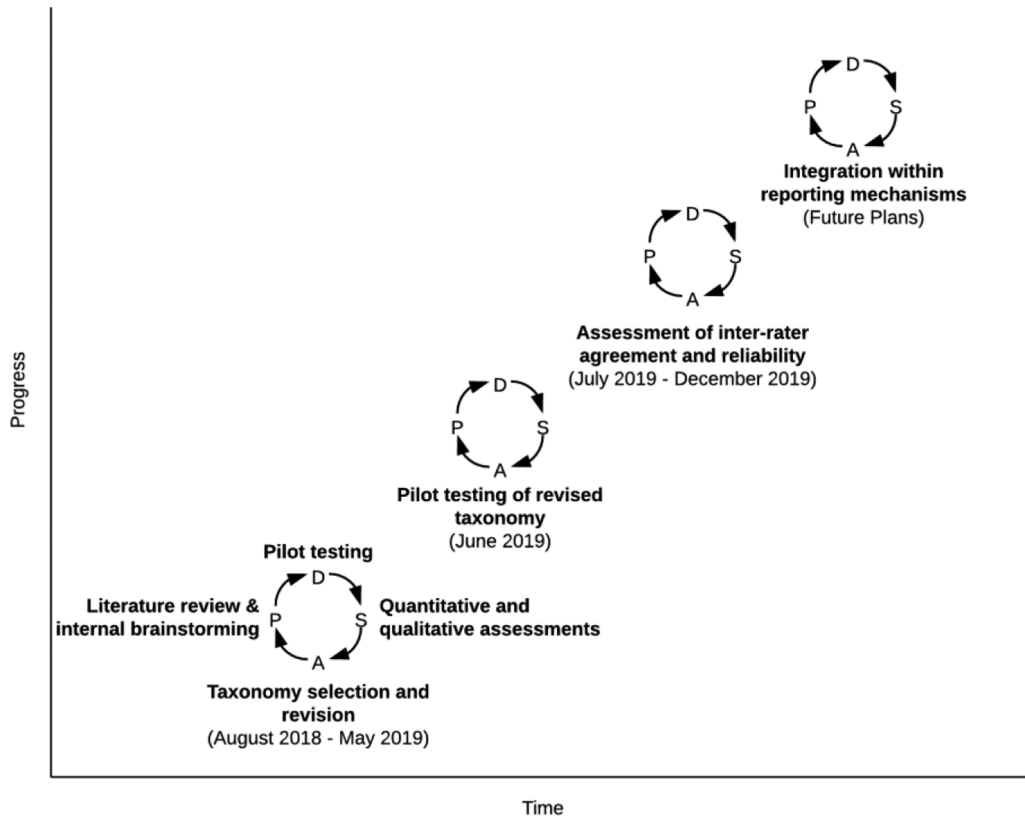 D
P
S
A
Integration within
reporting mechanisms
(Future Plans)
D
P
S
A
Assessment of inter-rater
agreement and reliability
(July 2019 - December 2019)
Progress
D
P
S
A
Pilot testing of revised
taxonomy
(June 2019)
Pilot testing
D
Literature review &
internal brainstorming
P
S
Quantitative and
qualitative assessments
A
Taxonomy selection and
revision
(August 2018 - May 2019)
Time